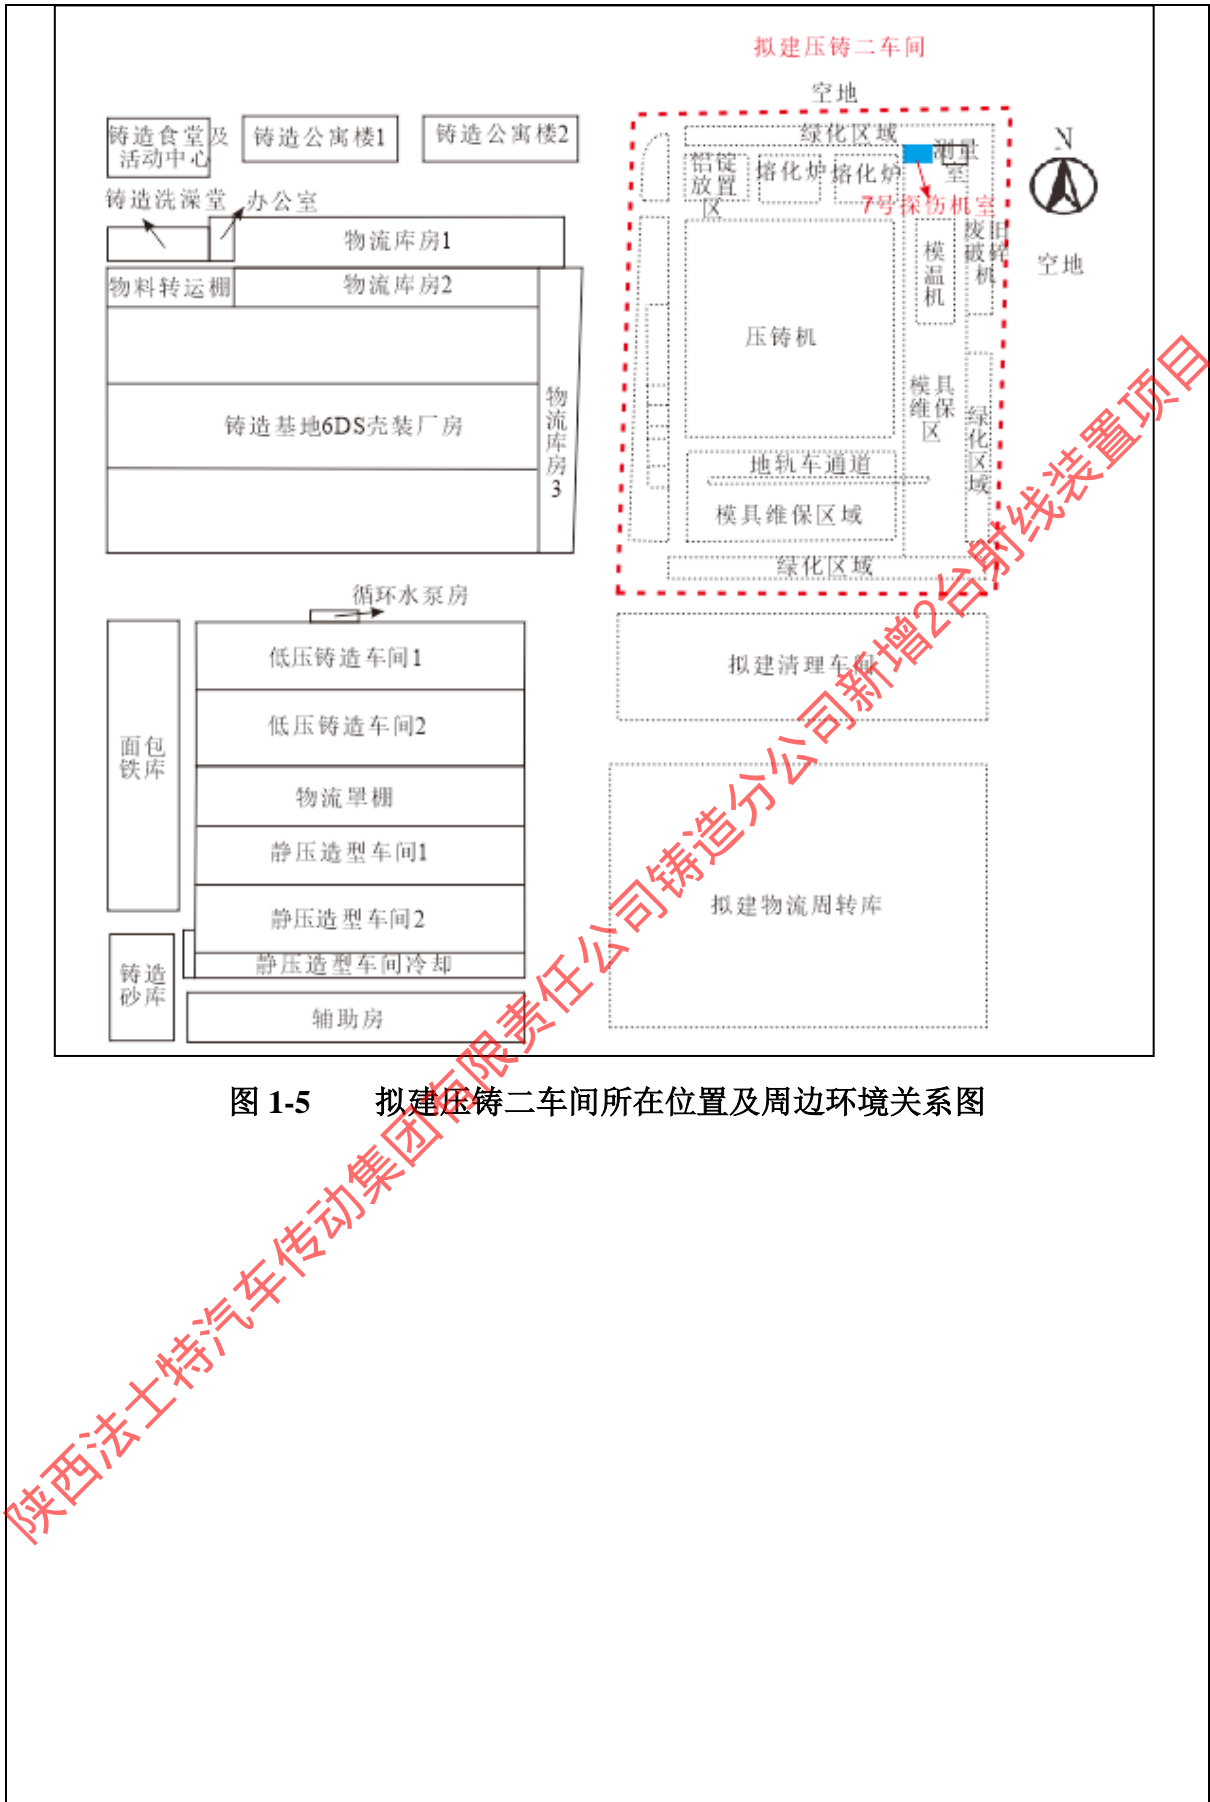 拟建压铸二车间
空地
铸造食堂及
活动中心
铸造公寓楼1
铸造公寓楼2
绿化区域
N
铝锭
放置
区
熔化炉
熔化炉
测量
室
7号探伤机室
铸造洗澡堂
办公室
物流库房1
废旧
破碎
机
模
温
机
空地
物料转运棚
物流库房2
压铸机
铸造基地6DS壳装厂房
物
流
库
房
3
模具
维保
区
绿
化
区
域
地轨车通道
模具维保区域
绿化区域
循环水泵房
低压铸造车间1
拟建清理车间
低压铸造车间2
面包
铁库
物流罩棚
静压造型车间1
静压造型车间2
拟建物流周转库
静压造型车间冷却
铸造
砂库
辅助房
图 1-5 拟建压铸二车间所在位置及周边环境关系图
陕西法士特汽车传动集团有限责任公司铸造分公司新增2台射线装置项目